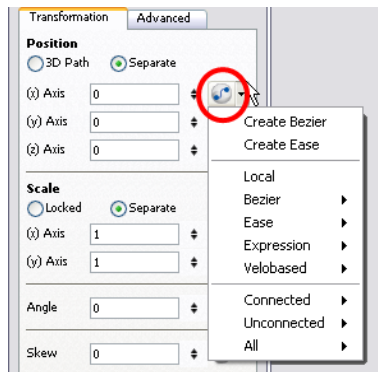 Transformation Advanced
Position
3D Path Separate
(x) Axis 0
(y) Axis 0
(z) Axis 0
Scale
Locked Separate
(x) Axis 1
(y) Axis 1
Angle 0
Skew 0
Create Bezier
Create Ease
Local
Bezier
Ease
Expression
Velobased
Connected
Unconnected
All